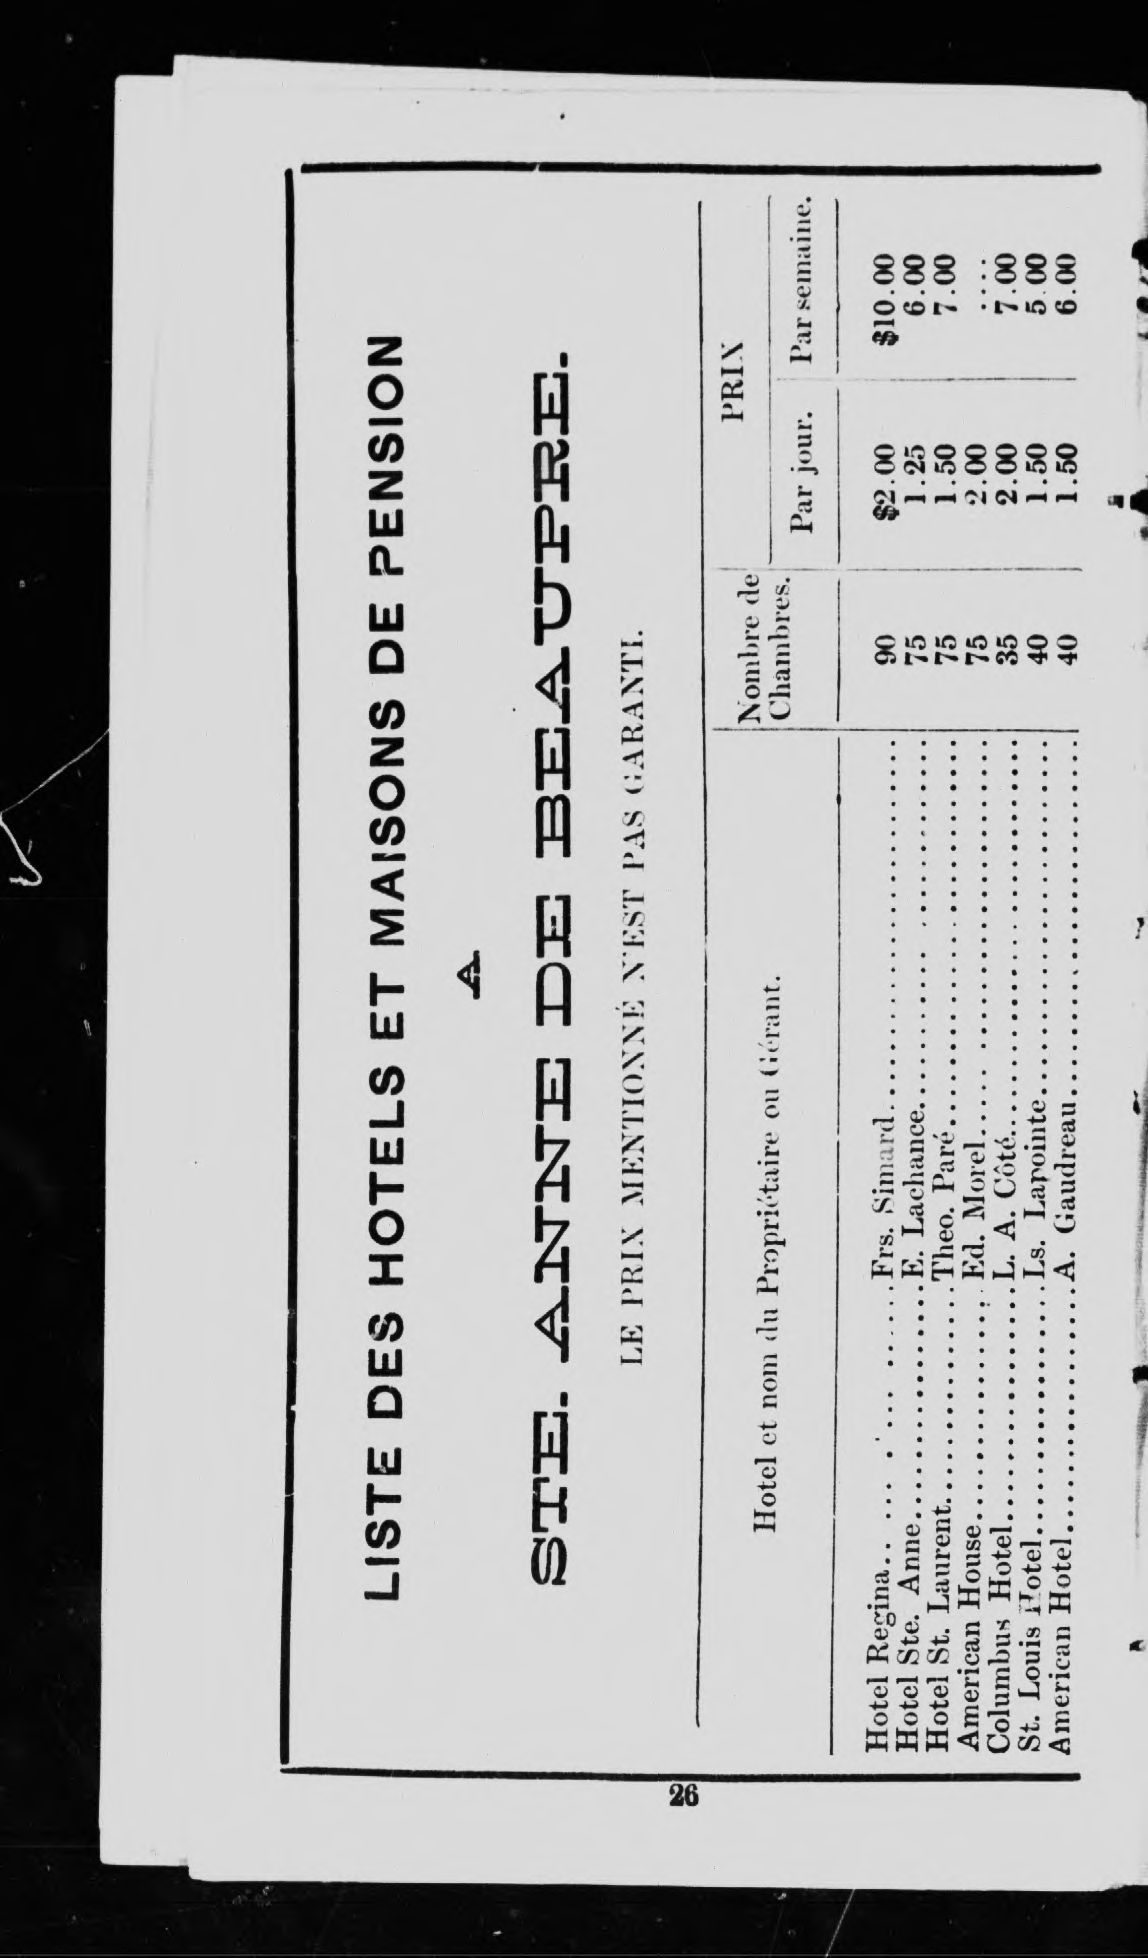 LISTE DES HOTELS ET MAISONS DE PENSION
A
STE. ANNE DE BEAUPRE.
LE PRIX MENTIONNÉ N'EST PAS GARANTI.
Hotel et nom du Propriétaire ou Gérant. Nombre de Chambres. PRIX
Par jour. Par semaine.
Hotel Regina.. ... . . ... ......Frs. Simard........................... 90 $2.00 $10.00
Hotel Ste. Anne.....................E. Lachance........................... 75 1.25 6.00
Hotel St. Laurent...................Theo. Paré........................... 75 1.50 7.00
American House......................Ed. Morel.... ....................... 75 2.00 ....
Columbus Hotel......................L. A. Côté........................... 35 2.00 7.00
St. Louis Hotel.....................Ls. Lapointe......................... 40 1.50 5.00
American Hotel......................A. Gaudreau.......................... 40 1.50 6.00
26